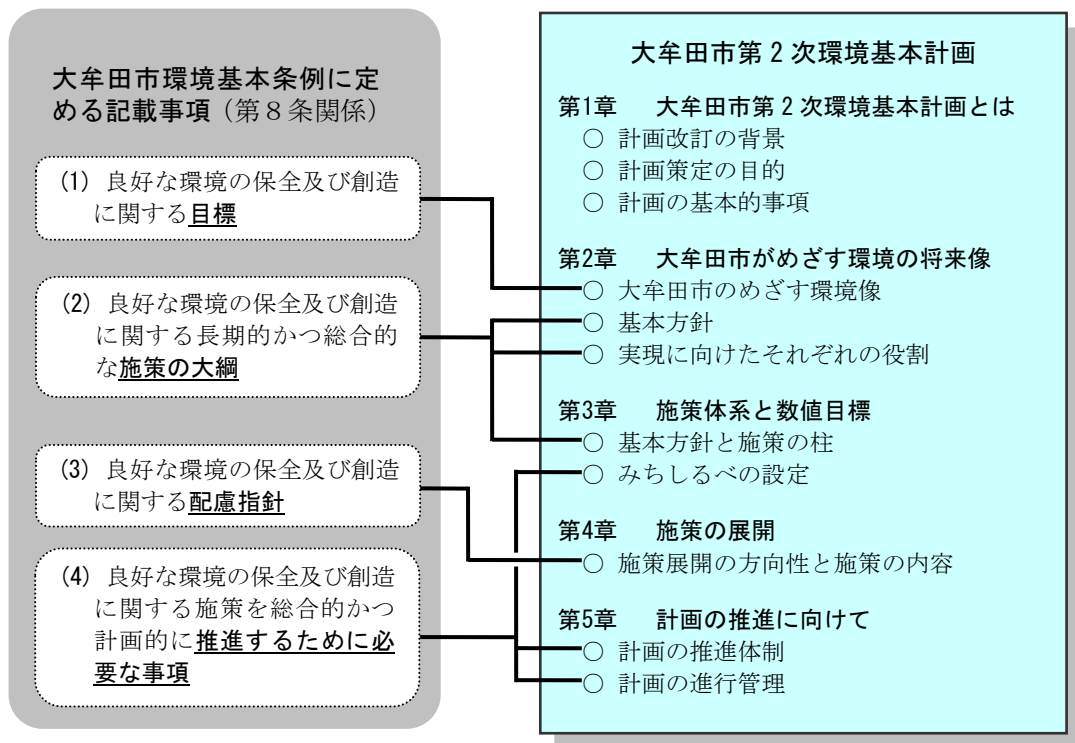 大牟田市環境基本条例に定
める記載事項（第８条関係）
(1) 良好な環境の保全及び創造
に関する目標
(2) 良好な環境の保全及び創造
に関する長期的かつ総合的
な施策の大綱
(3) 良好な環境の保全及び創造
に関する配慮指針
(4) 良好な環境の保全及び創造
に関する施策を総合的かつ
計画的に推進するために必
要な事項
大牟田市第２次環境基本計画
第1章 大牟田市第２次環境基本計画とは
○ 計画改訂の背景
○ 計画策定の目的
○ 計画の基本的事項
第2章 大牟田市がめざす環境の将来像
○ 大牟田市のめざす環境像
○ 基本方針
○ 実現に向けたそれぞれの役割
第3章 施策体系と数値目標
○ 基本方針と施策の柱
○ みちしるべの設定
第4章 施策の展開
○ 施策展開の方向性と施策の内容
第5章 計画の推進に向けて
○ 計画の推進体制
○ 計画の進行管理